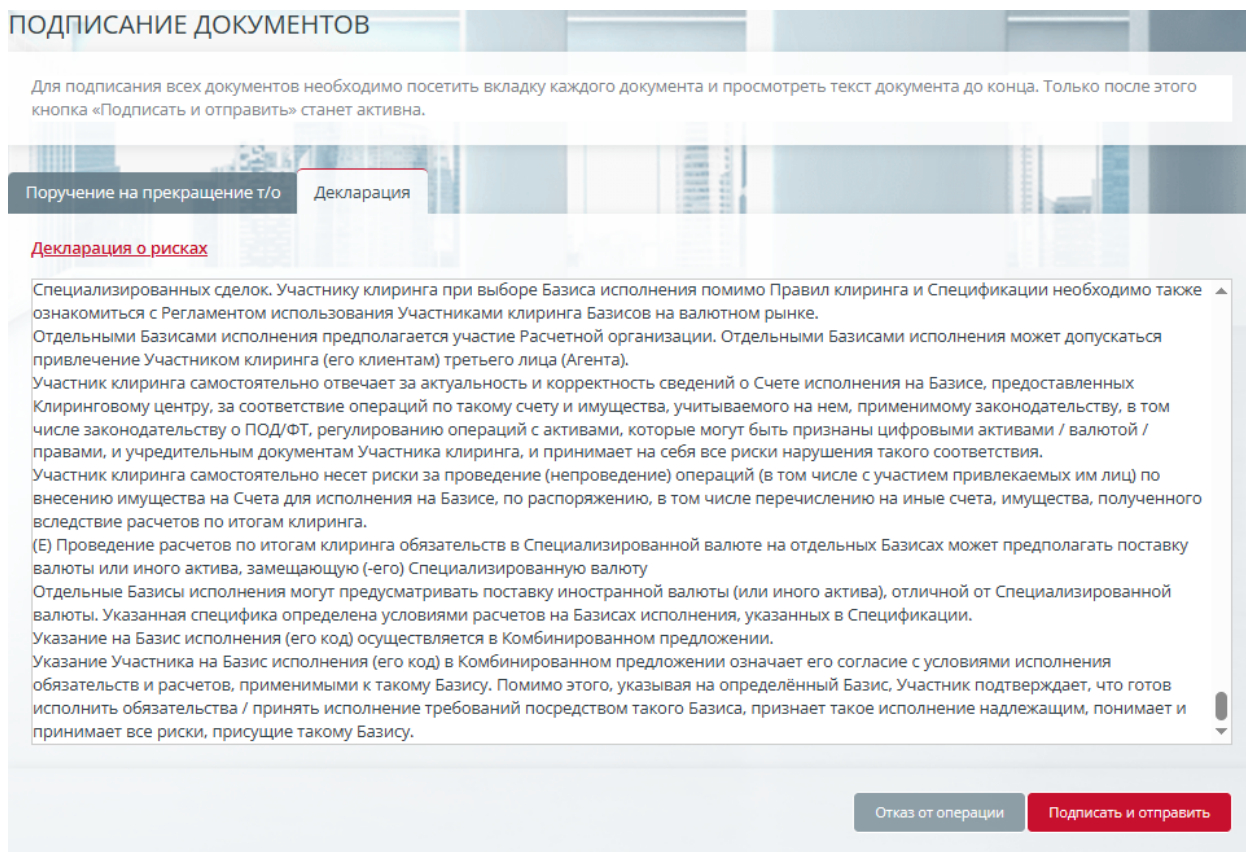 ПОДПИСАНИЕ ДОКУМЕНТОВ
Для подписания всех документов необходимо посетить вкладку каждого документа и просмотреть текст документа до конца. Только после этого
кнопка «Подписать и отправить» станет активна.
Поручение на прекращение т/о Декларация
Декларация о рисках
Специализированных сделок. Участнику клиринга при выборе Базиса исполнения помимо Правил клиринга и Спецификации необходимо также
ознакомиться с Регламентом использования Участниками клиринга Базисов на валютном рынке.
Отдельными Базисами исполнения предполагается участие Расчетной организации. Отдельными Базисами исполнения может допускаться
привлечение Участником клиринга (его клиентам) третьего лица (Агента).
Участник клиринга самостоятельно отвечает за актуальность и корректность сведений о Счете исполнения на Базисе, предоставленных
Клиринговому центру, за соответствие операций по такому счету и имущества, учитываемого на нем, применимому законодательству, в том
числе законодательству о ПОД/ФТ, регулированию операций с активами, которые могут быть признаны цифровыми активами / валютой /
правами, и учредительным документам Участника клиринга, и принимает на себя все риски нарушения такого соответствия.
Участник клиринга самостоятельно несет риски за проведение (непроведение) операций (в том числе с участием привлекаемых им лиц) по
внесению имущества на Счета для исполнения на Базисе, по распоряжению, в том числе перечислению на иные счета, имущества, полученного
вследствие расчетов по итогам клиринга.
(E) Проведение расчетов по итогам клиринга обязательств в Специализированной валюте на отдельных Базисах может предполагать поставку
валюты или иного актива, замещающую (-его) Специализированную валюту
Отдельные Базисы исполнения могут предусматривать поставку иностранной валюты (или иного актива), отличной от Специализированной
валюты. Указанная специфика определена условиями расчетов на Базисах исполнения, указанных в Спецификации.
Указание на Базис исполнения (его код) осуществляется в Комбинированном предложении.
Указание Участника на Базис исполнения (его код) в Комбинированном предложении означает его согласие с условиями исполнения
обязательств и расчетов, применимыми к такому Базису. Помимо этого, указывая на определённый Базис, Участник подтверждает, что готов
исполнить обязательства / принять исполнение требований посредством такого Базиса, признает такое исполнение надлежащим, понимает и
принимает все риски, присущие такому Базису.
Отказ от операции Подписать и отправить